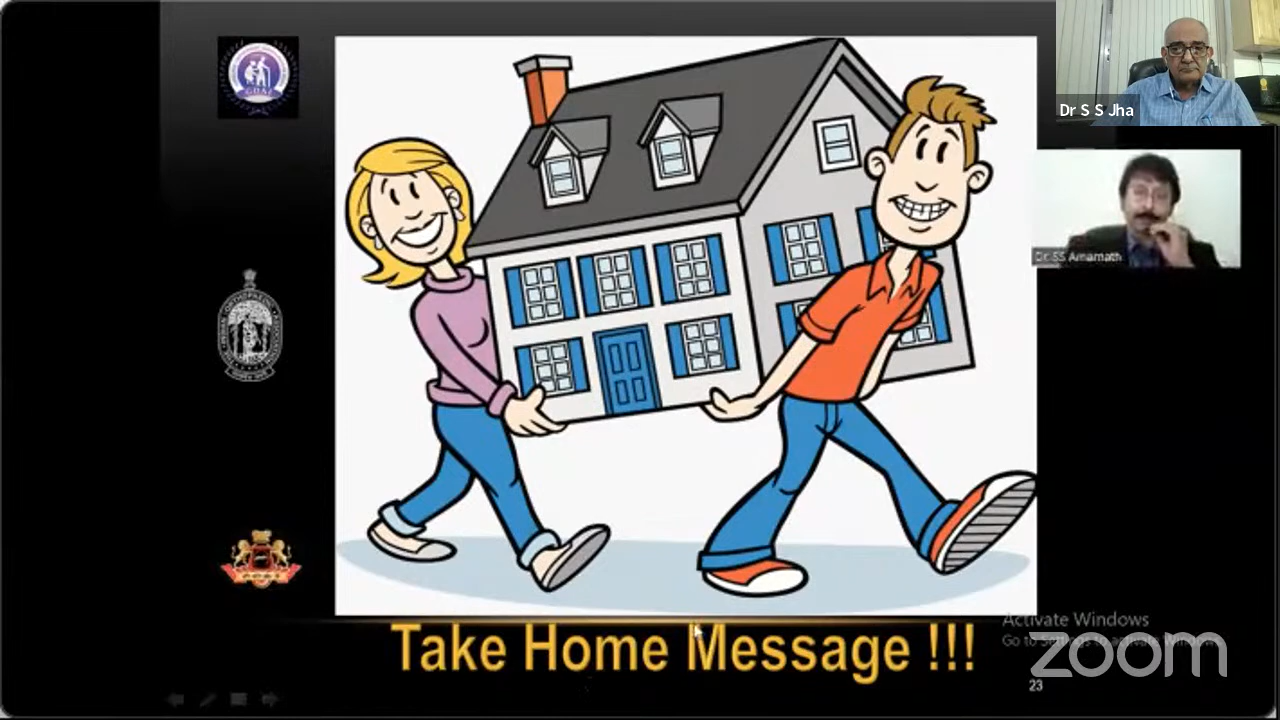 Dr S S Jha
Dr. SS Amarnath
Take Home Message !!!
Activate Windows
zoom
23